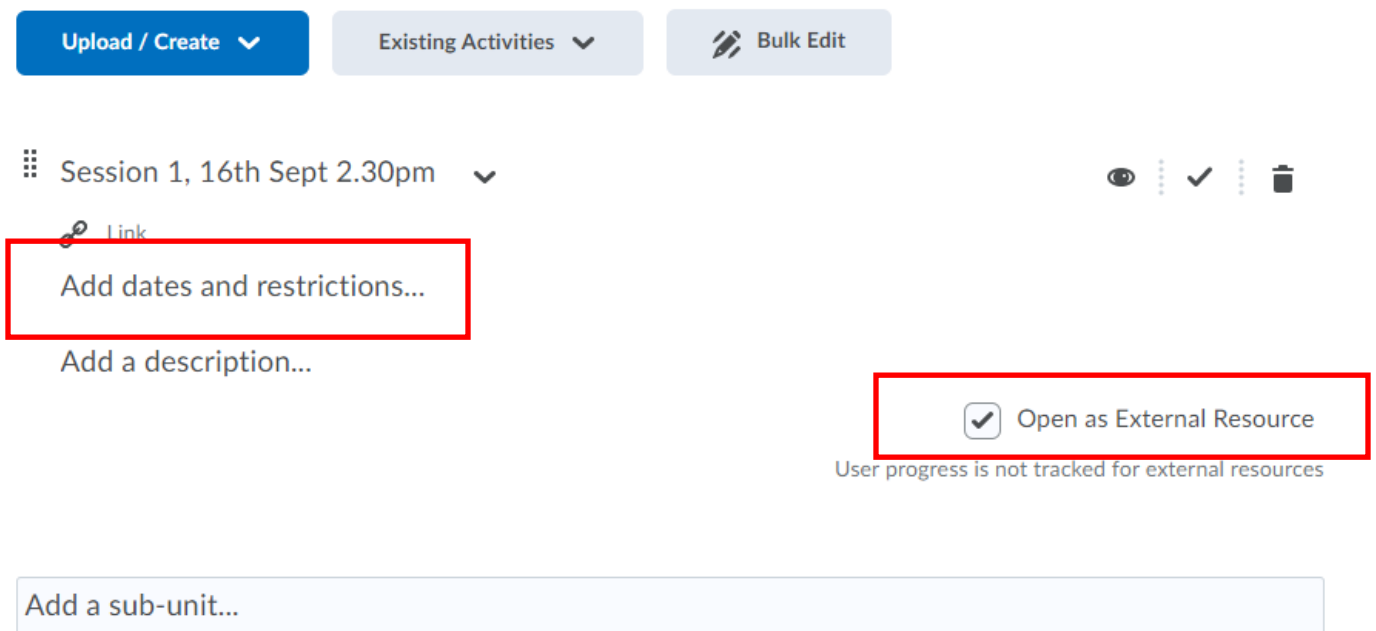 Upload / Create Existing Activities Bulk Edit
Session 1, 16th Sept 2.30pm
Link
Add dates and restrictions...
Add a description...
Open as External Resource
User progress is not tracked for external resources
Add a sub-unit...